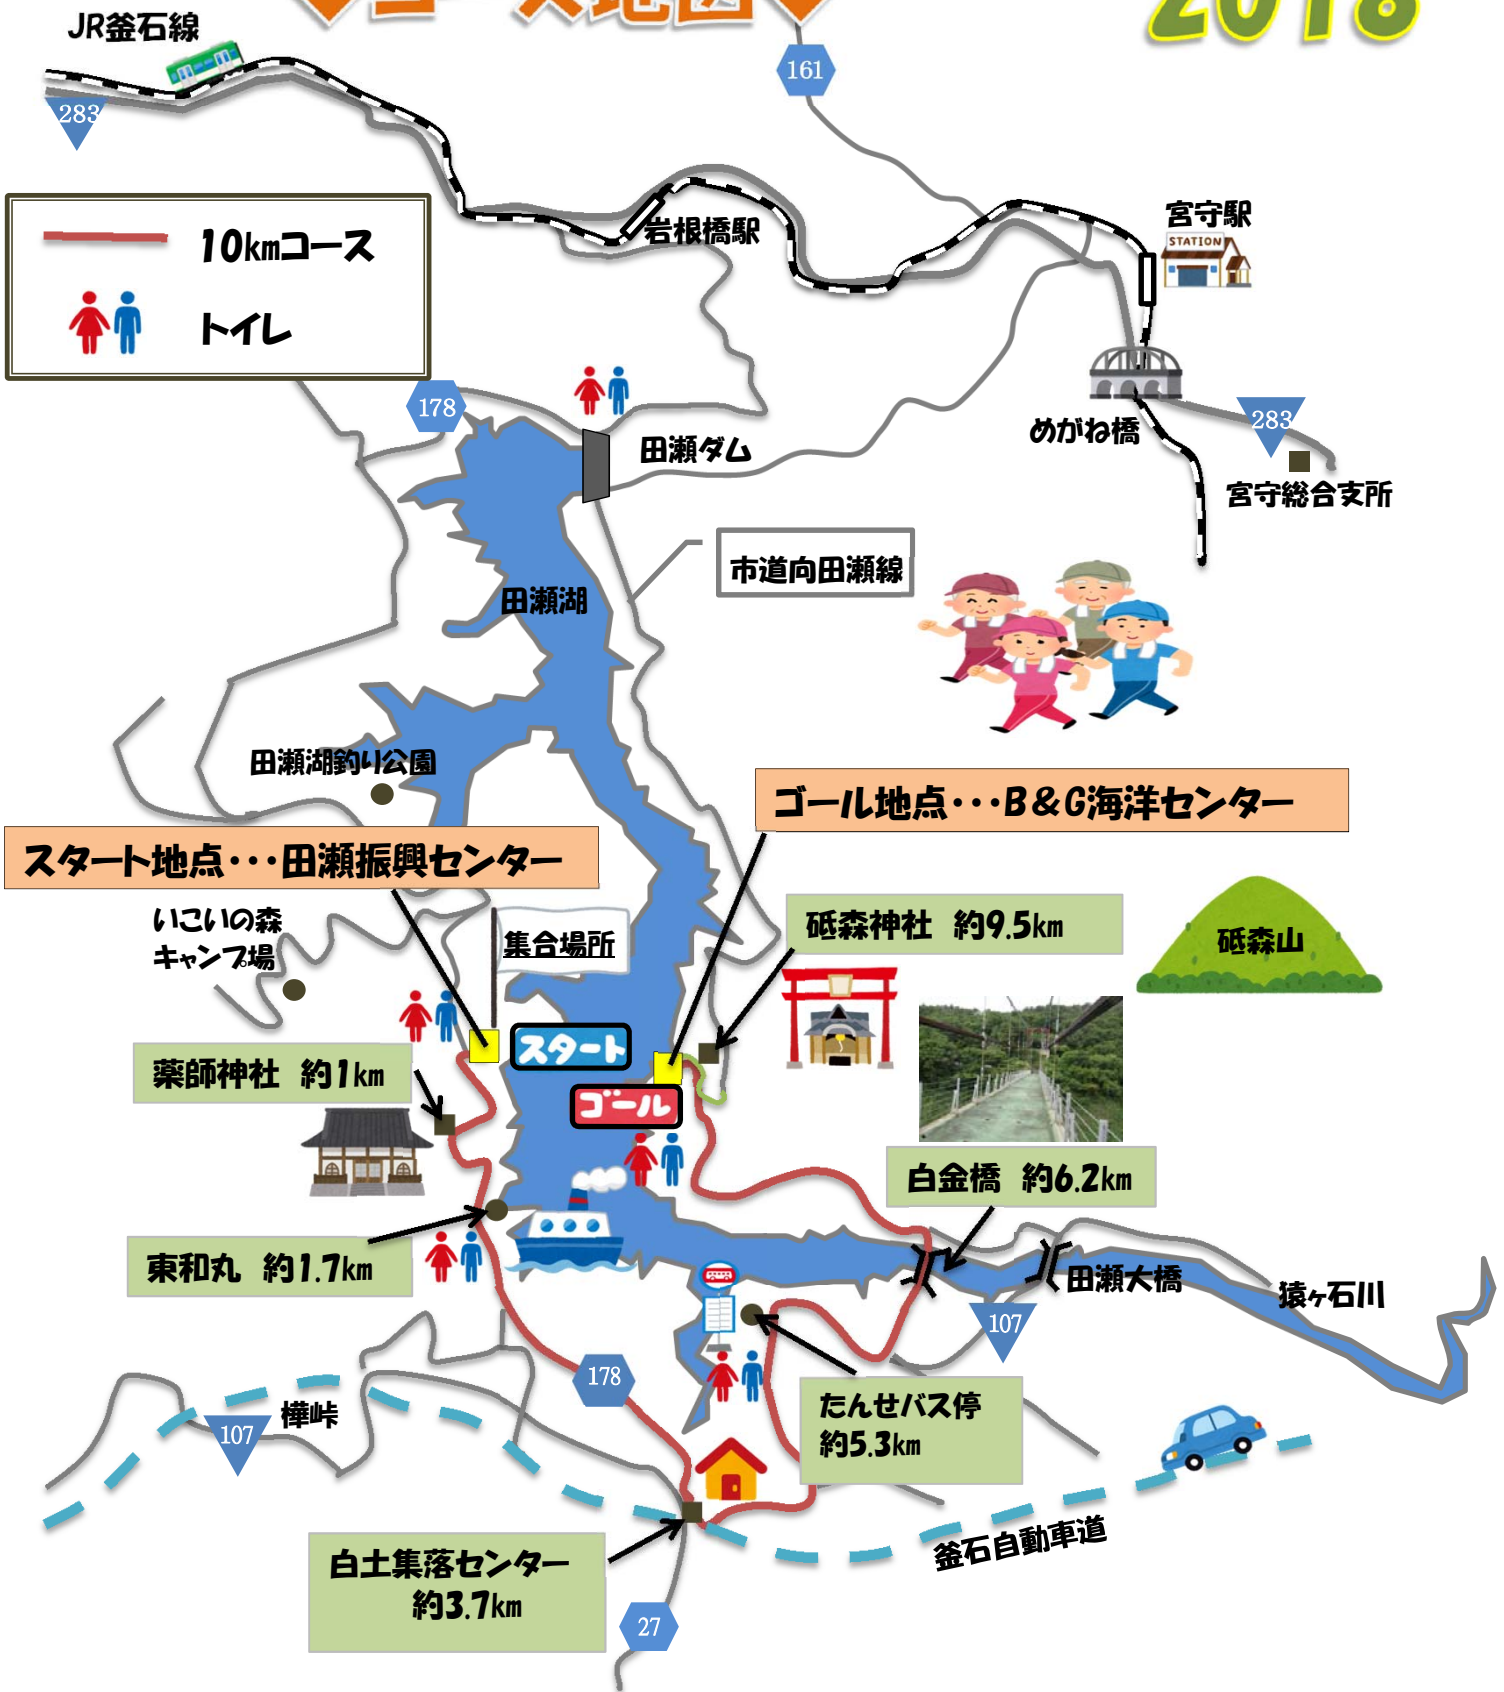 コース地図
2018
JR釜石線
161
283
10kmコース
トイレ
岩根橋駅
宮守駅
STATION
178
田瀬ダム
めがね橋
283
宮守総合支所
市道向田瀬線
田瀬湖
田瀬湖釣り公園
ゴール地点・・・B&G海洋センター
スタート地点・・・田瀬振興センター
いこいの森
キャンプ場
集合場所
砥森神社 約9.5km
砥森山
スタート
薬師神社 約1km
ゴール
白金橋 約6.2km
東和丸 約1.7km
田瀬大橋
猿ヶ石川
107
178
たんせバス停
約5.3km
樺峠
107
釜石自動車道
白土集落センター
約3.7km
27